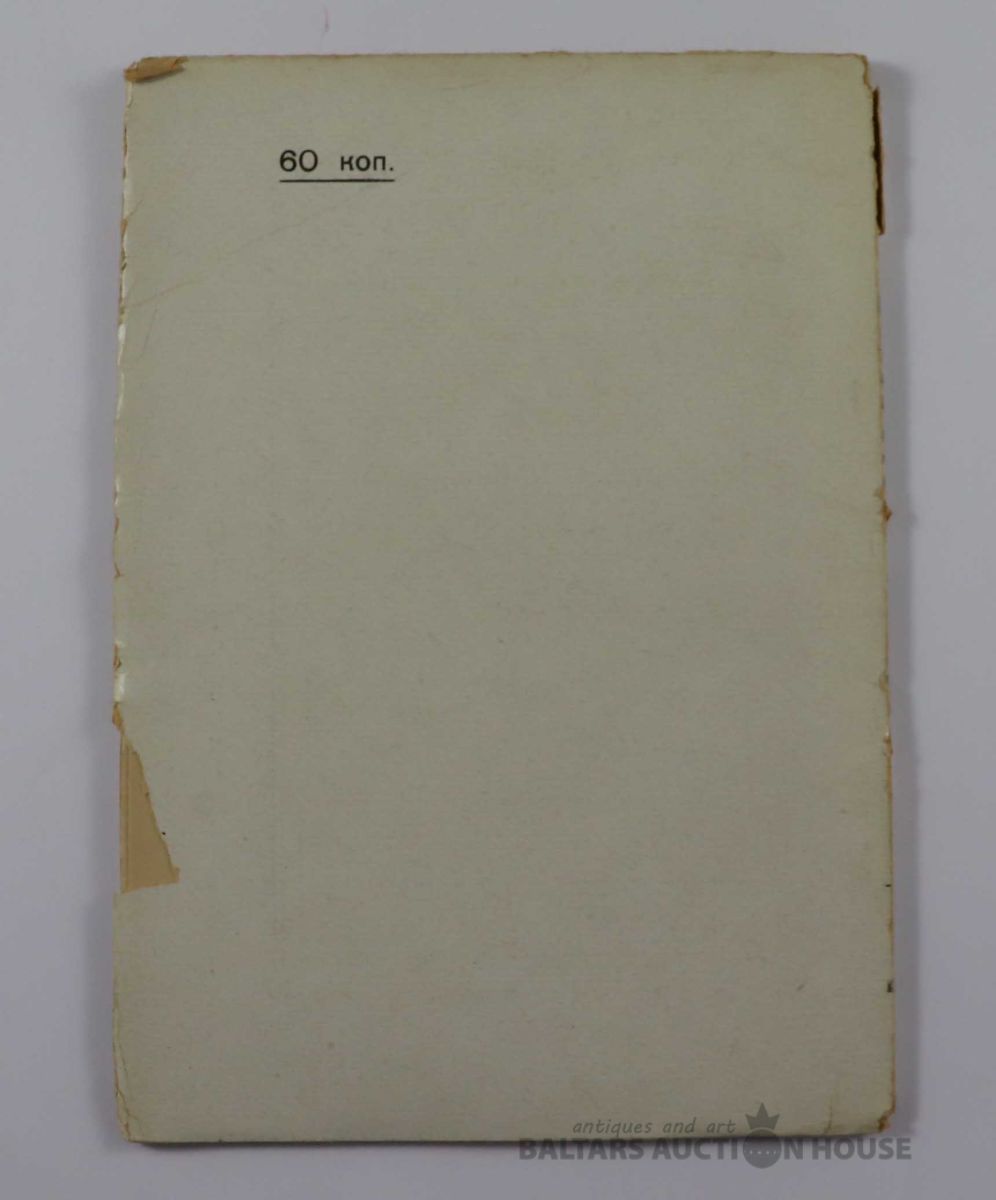 60 коп.
antiques and art
BALTARS AUCTION HOUSE